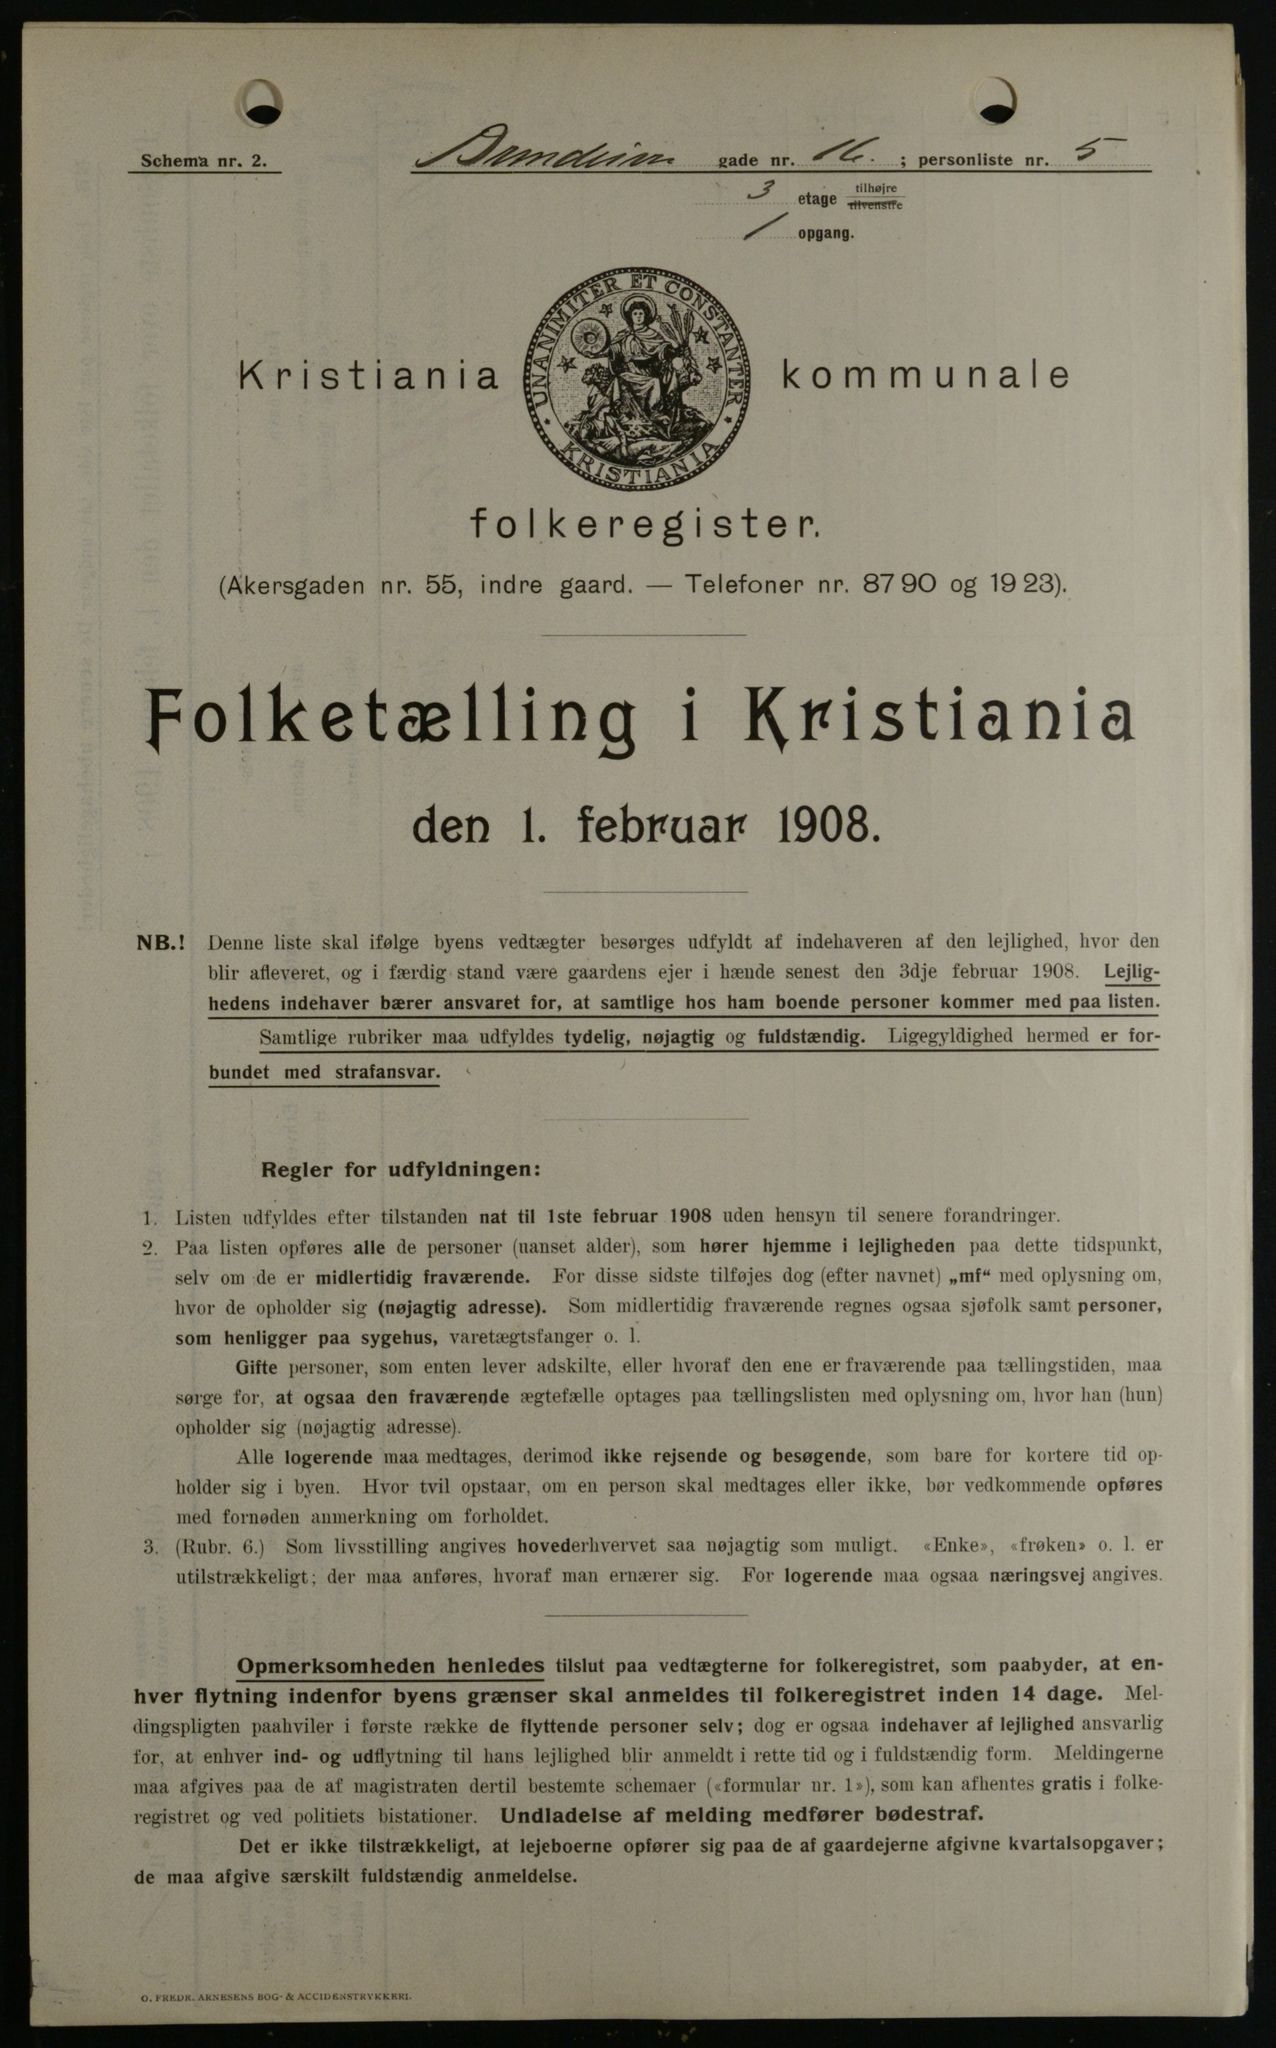 Schema nr. 2. gade nr. 16. ; personliste nr. 5
3 etage tilhøjre tilvenstre
1 opgang.
UNANIMITER ET CONSTANTER
KRISTIANIA
Kristiania kommunale
folkeregister.
(Akersgaden nr. 55, indre gaard. — Telefoner nr. 87 90 og 19 23).
Folketælling i Kristiania
den 1. februar 1908.
NB.! Denne liste skal ifølge byens vedtægter besørges udfyldt af indehaveren af den lejlighed, hvor den
blir afleveret, og i færdig stand være gaardens ejer i hænde senest den 3dje februar 1908. Lejlig-
hedens indehaver bærer ansvaret for, at samtlige hos ham boende personer kommer med paa listen.
Samtlige rubriker maa udfyldes tydelig, nøjagtig og fuldstændig. Ligegyldighed hermed er for-
bundet med strafansvar.
Regler for udfyldningen:
1. Listen udfyldes efter tilstanden nat til 1ste februar 1908 uden hensyn til senere forandringer.
2. Paa listen opføres alle de personer (uanset alder), som hører hjemme i lejligheden paa dette tidspunkt,
selv om de er midlertidig fraværende. For disse sidste tilføjes dog (efter navnet) „mf“ med oplysning om,
hvor de opholder sig (nøjagtig adresse). Som midlertidig fraværende regnes ogsaa sjøfolk samt personer,
som henligger paa sygehus, varetægtsfanger o. l.
Gifte personer, som enten lever adskilte, eller hvoraf den ene er fraværende paa tællingstiden, maa
sørge for, at ogsaa den fraværende ægtefælle optages paa tællingslisten med oplysning om, hvor han (hun)
opholder sig (nøjagtig adresse).
Alle logerende maa medtages, derimod ikke rejsende og besøgende, som bare for kortere tid op-
holder sig i byen. Hvor tvil opstaar, om en person skal medtages eller ikke, bør vedkommende opføres
med fornøden anmerkning om forholdet.
3. (Rubr. 6.) Som livsstilling angives hovederhvervet saa nøjagtig som muligt. «Enke», «frøken» o. l. er
utilstrækkeligt; der maa anføres, hvoraf man ernærer sig. For logerende maa ogsaa næringsvej angives.
Opmerksomheden henledes tilslut paa vedtægterne for folkeregistret, som paabyder, at en-
hver flytning indenfor byens grænser skal anmeldes til folkeregistret inden 14 dage. Mel-
dingspligten paahviler i første række de flyttende personer selv; dog er ogsaa indehaver af lejlighed ansvarlig
for, at enhver ind- og udflytning til hans lejlighed blir anmeldt i rette tid og i fuldstændig form. Meldingerne
maa afgives paa de af magistraten dertil bestemte schemaer («formular nr. 1»), som kan afhentes gratis i folke-
registret og ved politiets bistationer. Undladelse af melding medfører bødestraf.
Det er ikke tilstrækkeligt, at lejeboerne opfører sig paa de af gaardejerne afgivne kvartalsopgaver;
de maa afgive særskilt fuldstændig anmeldelse.
O. FREDR. ARNESENS BOG- & ACCIDENSTRYKKERI.